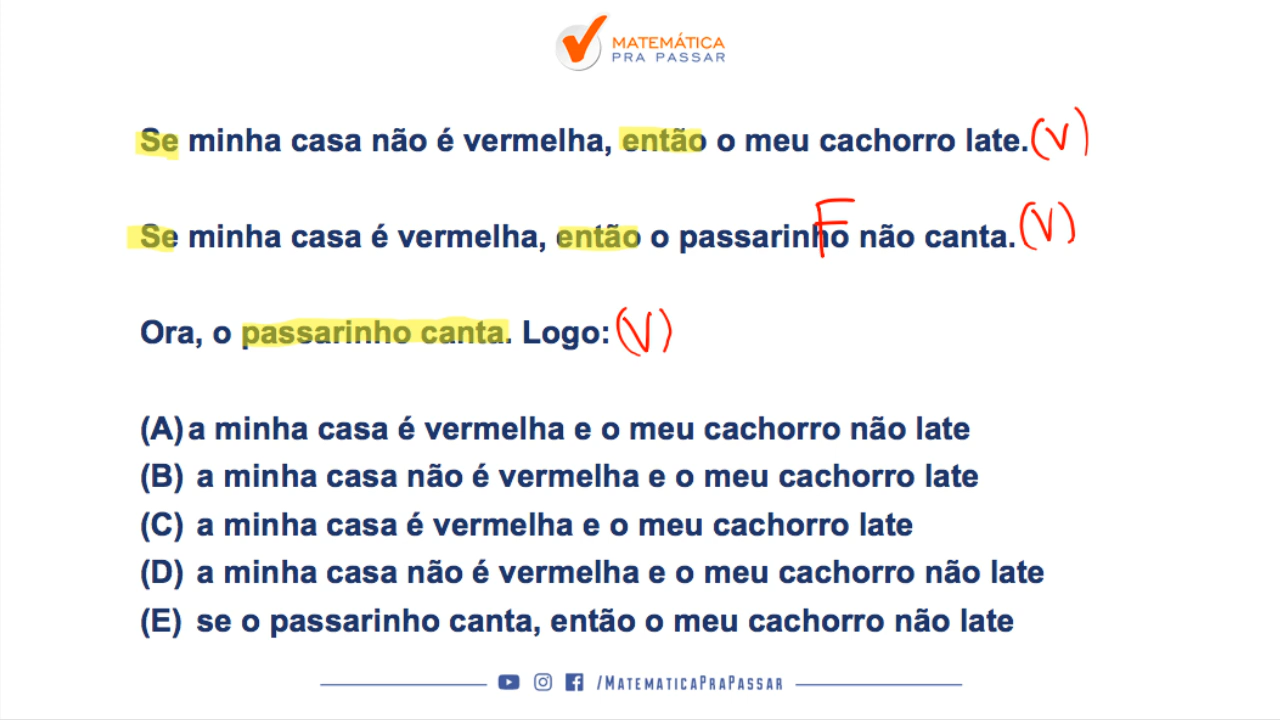 MATEMÁTICA
PRA PASSAR
Se minha casa não é vermelha, então o meu cachorro late. (V)
F
Se minha casa é vermelha, então o passarinho não canta. (V)
Ora, o passarinho canta. Logo: (V)
(A) a minha casa é vermelha e o meu cachorro não late
(B) a minha casa não é vermelha e o meu cachorro late
(C) a minha casa é vermelha e o meu cachorro late
(D) a minha casa não é vermelha e o meu cachorro não late
(E) se o passarinho canta, então o meu cachorro não late
/MATEMATICAPRAPASSAR